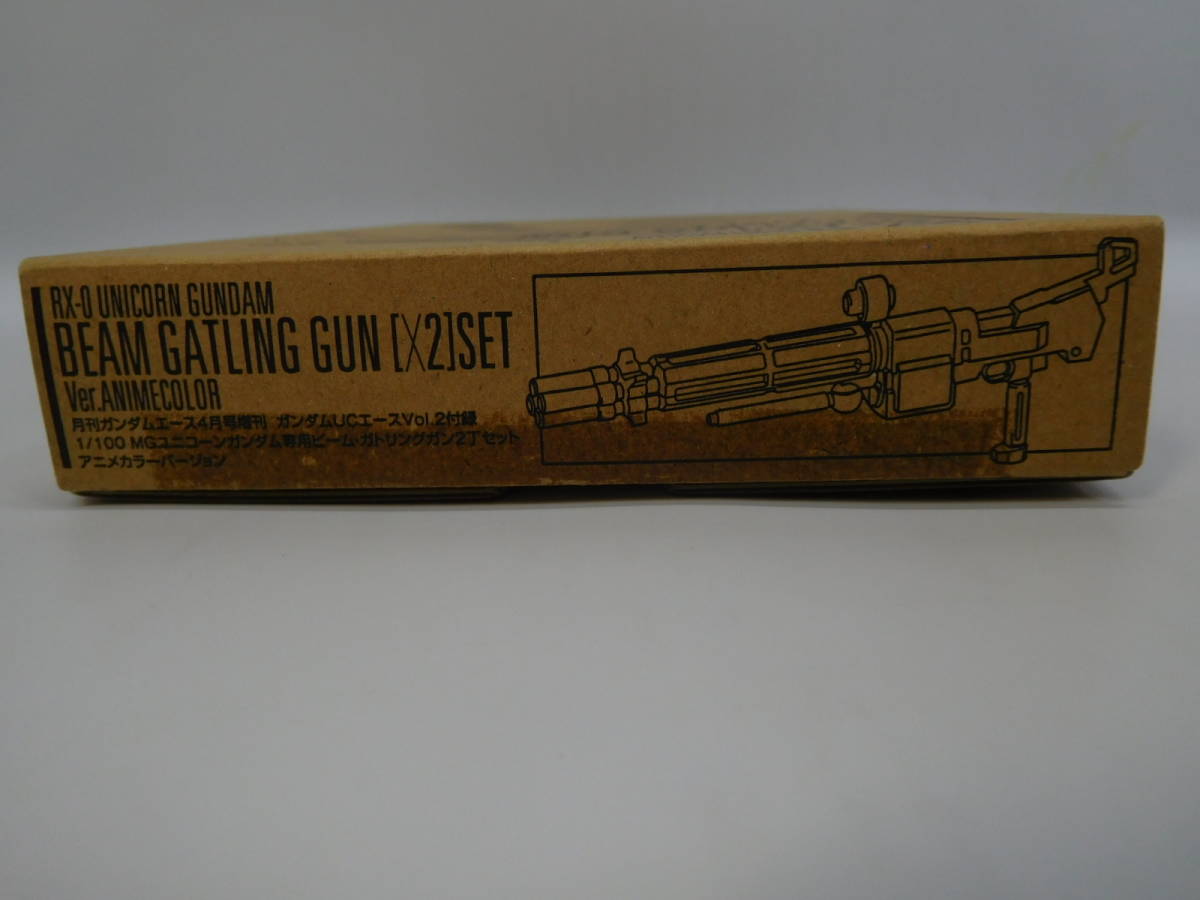 RX-0 UNICORN GUNDAM
BEAM GATLING GUN [X2]SET
Ver.ANIMECOLOR
月刊ガンダムエース4月号増刊 ガンダムUCエースVol.2付録
1/100 MGユニコーンガンダム専用ビーム・ガトリングガン2丁セット
アニメカラーバージョン